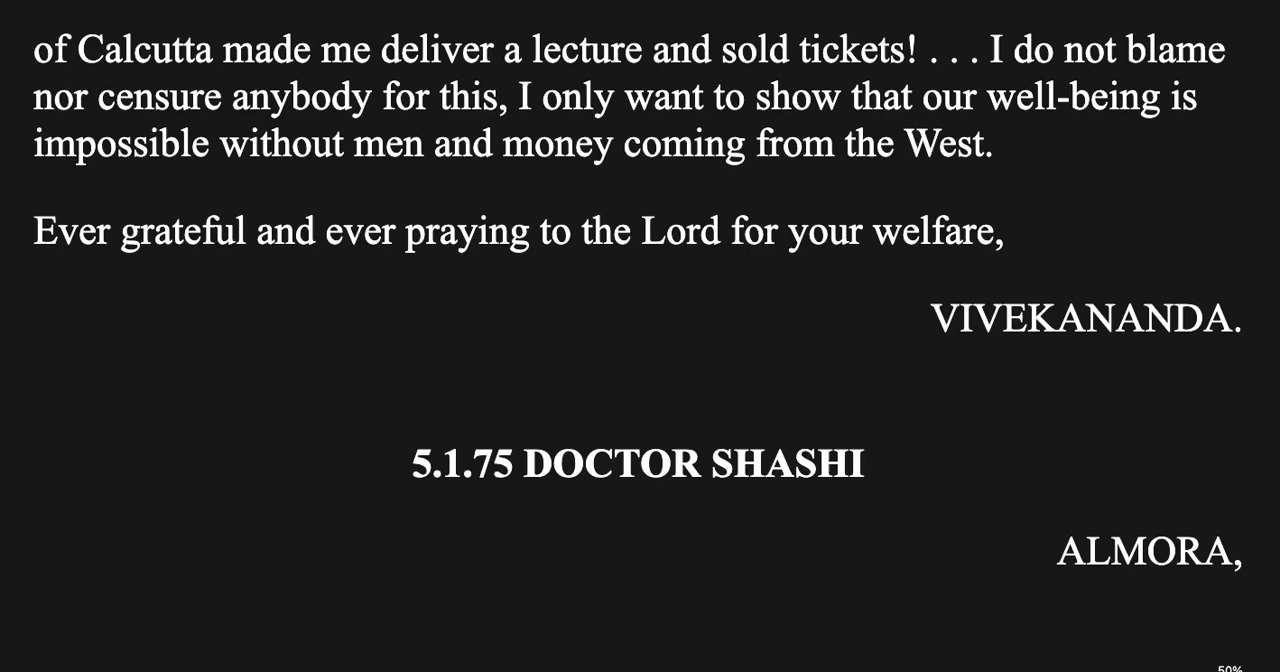 of Calcutta made me deliver a lecture and sold tickets! . . . I do not blame
nor censure anybody for this, I only want to show that our well-being is
impossible without men and money coming from the West.
Ever grateful and ever praying to the Lord for your welfare,
VIVEKANANDA.
5.1.75 DOCTOR SHASHI
ALMORA,
50%